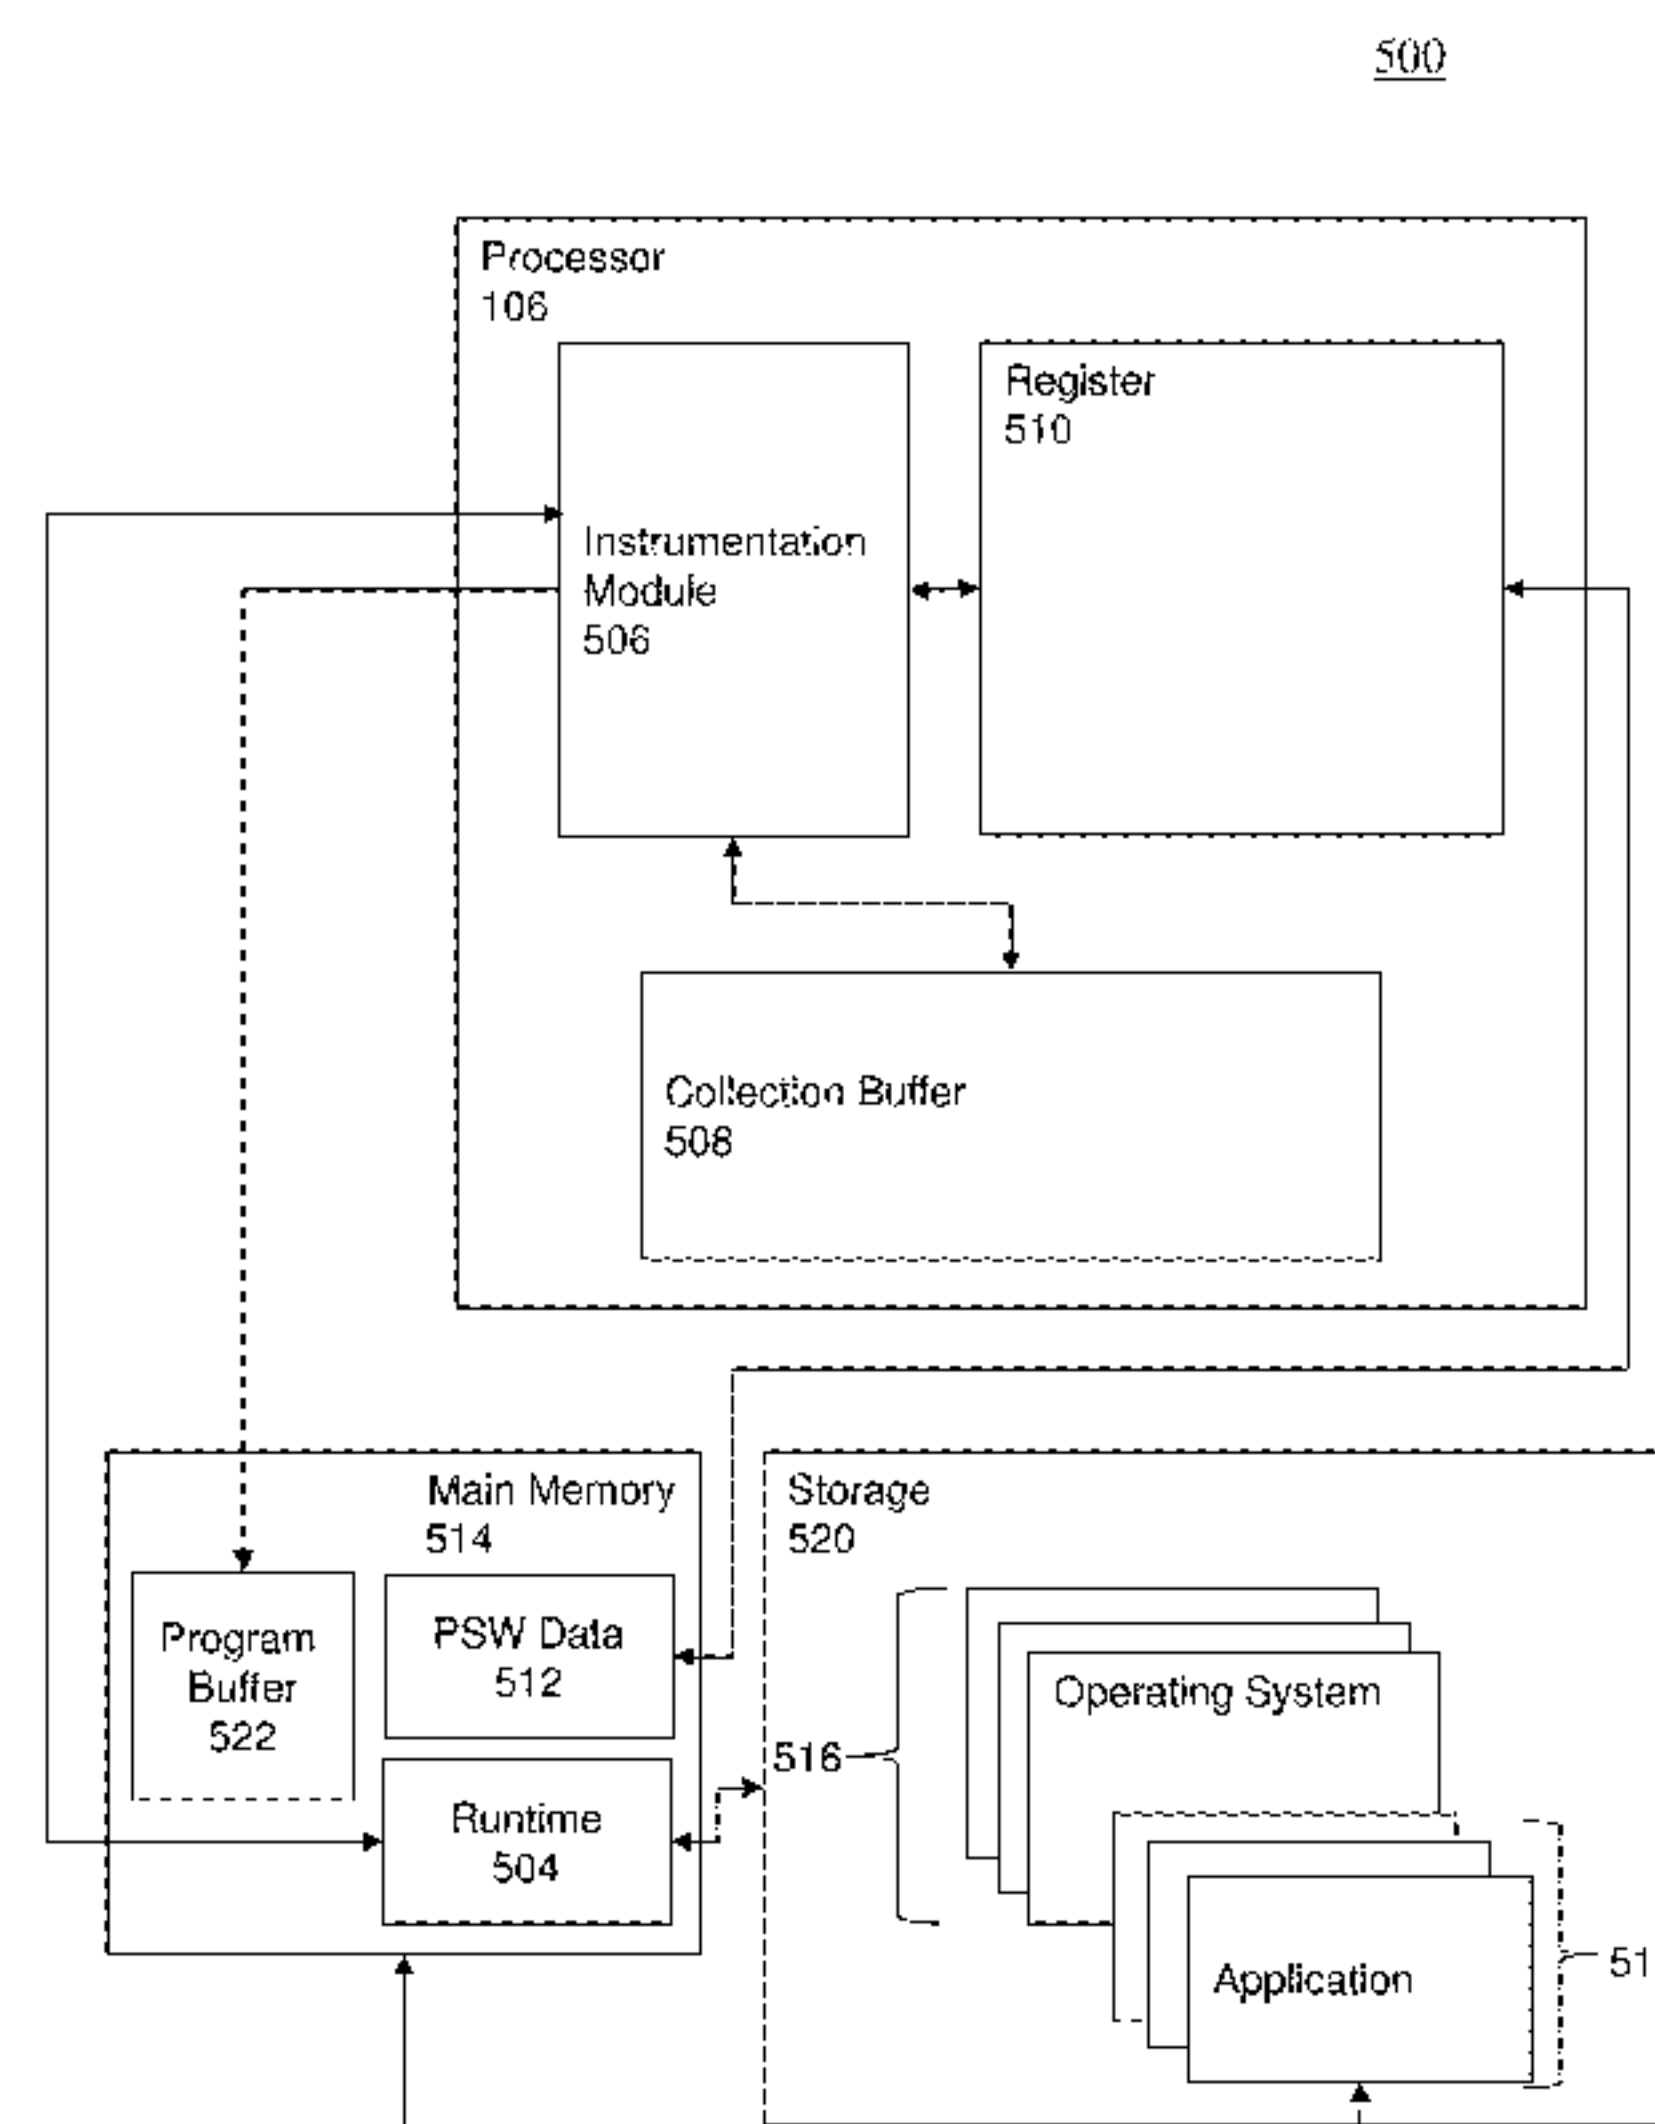 500
Processor
106
Instrumentation
Module
506
Register
510
Collection Buffer
508
Main Memory
514
Program
Buffer
522
PSW Data
512
Runtime
504
Storage
520
516
Operating System
Application
51